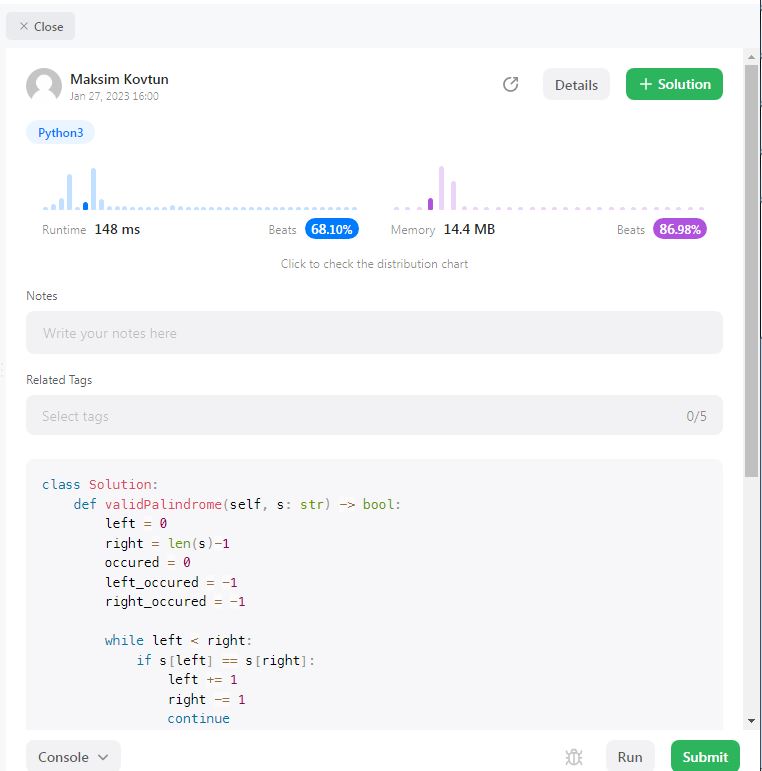 × Close
Maksim Kovtun
Jan 27, 2023 16:00
Details
+ Solution
Python3
Runtime 148 ms Beats 68.10% Memory 14.4 MB Beats 86.98%
Click to check the distribution chart
Notes
Write your notes here
Related Tags
Select tags 0/5
class Solution:
    def validPalindrome(self, s: str) -> bool:
        left = 0
        right = len(s)-1
        occured = 0
        left_occured = -1
        right_occured = -1
        while left < right:
            if s[left] == s[right]:
                left += 1
                right -= 1
                continue
Console
Run
Submit